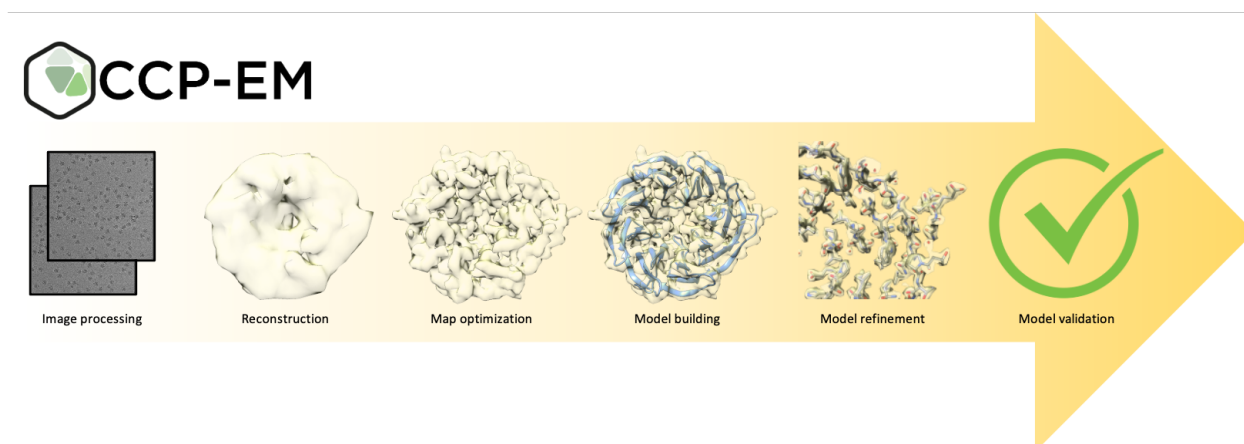 CCP-EM
Image processing
Reconstruction
Map optimization
Model building
Model refinement
Model validation